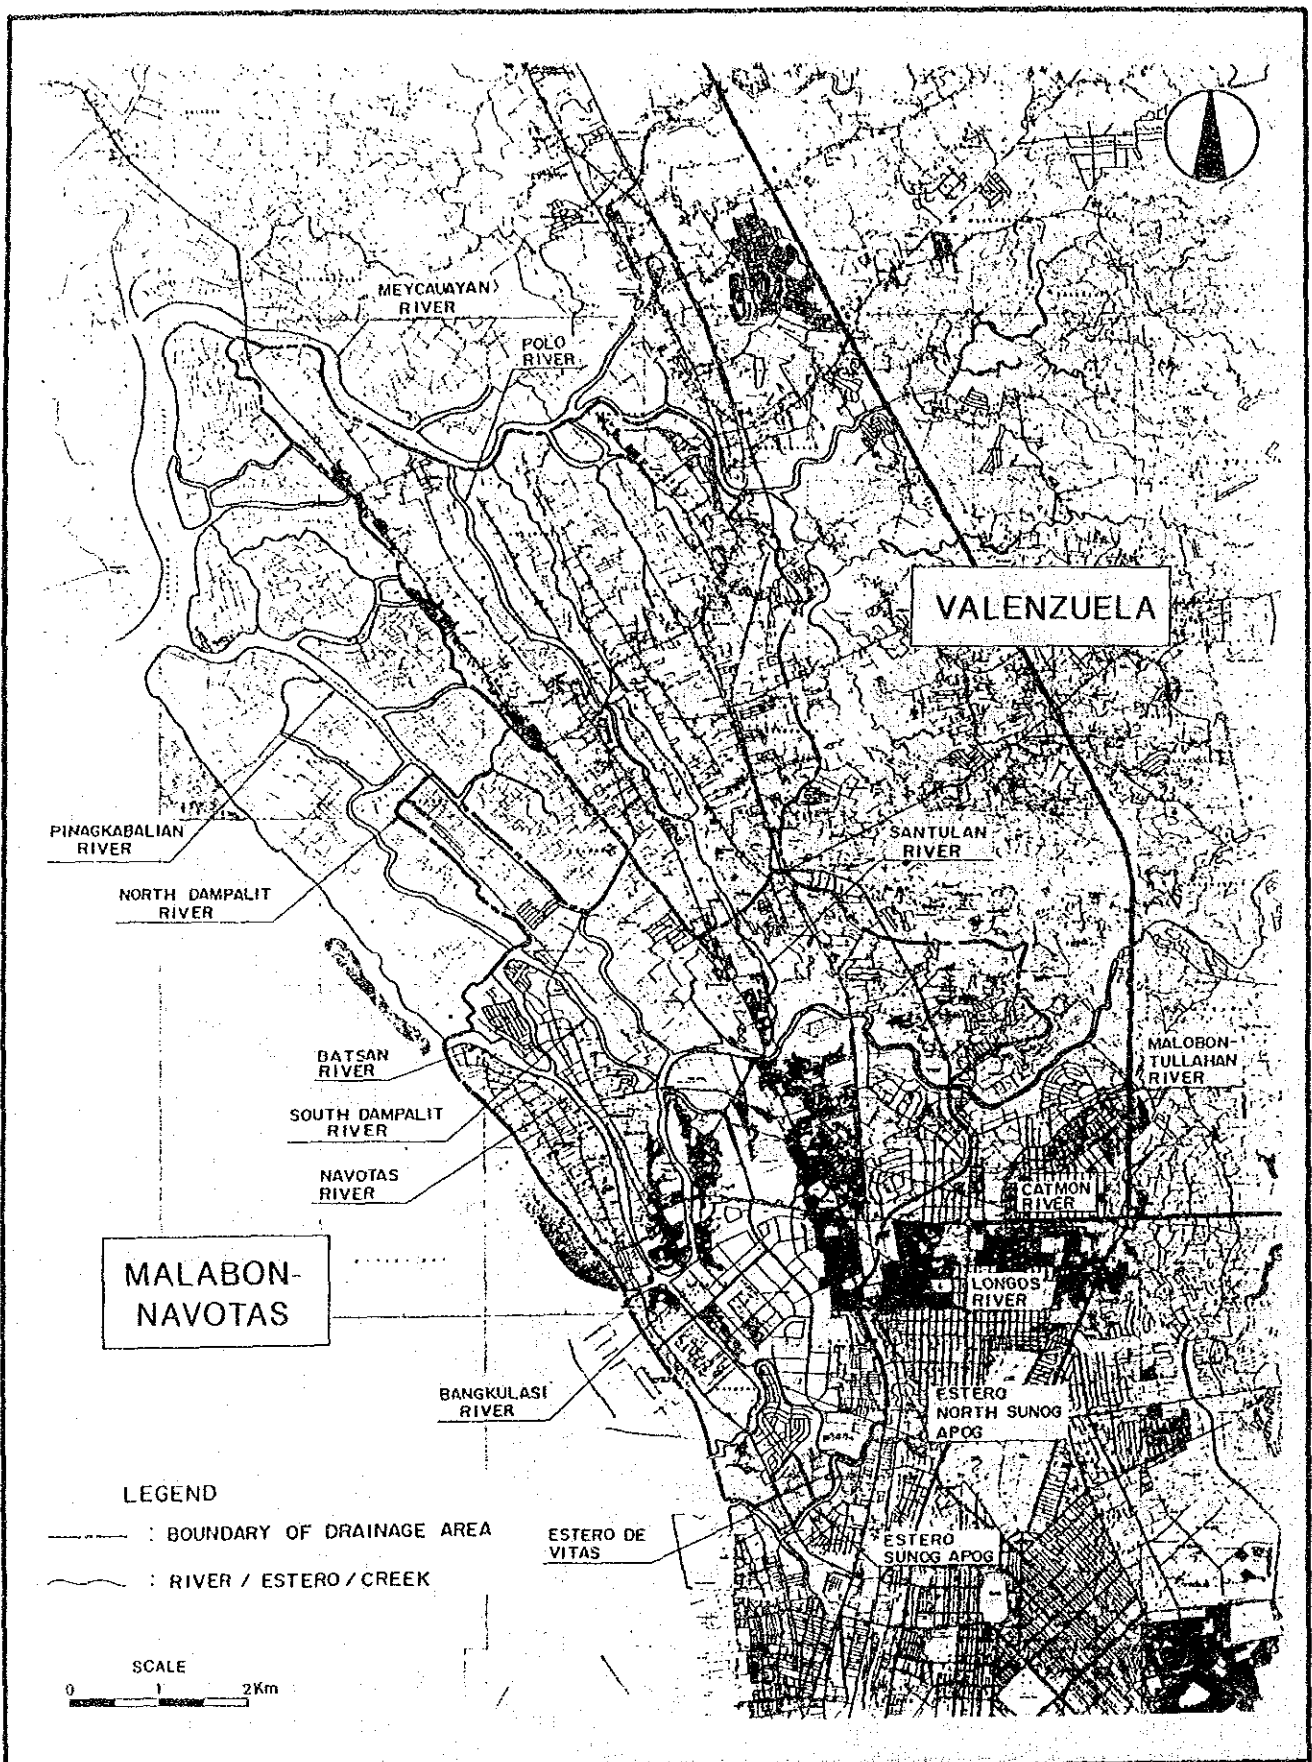 MEYCAUAYAN
RIVER
POLO
RIVER
VALENZUELA
PINAGKABALIAN
RIVER
SANTULAN
RIVER
NORTH DAMPALIT
RIVER
BATSAN
RIVER
MALOBON-
TULLAHAN
RIVER
SOUTH DAMPALIT
RIVER
NAVOTAS
RIVER
CATMON
RIVER
MALABON-
NAVOTAS
LONGOS
RIVER
BANGKULASI
RIVER
ESTERO
NORTH SUNOG
APOG
LEGEND
: BOUNDARY OF DRAINAGE AREA
: RIVER / ESTERO / CREEK
ESTERO DE
VITAS
ESTERO
SUNOG APOG
SCALE
0 1 2Km